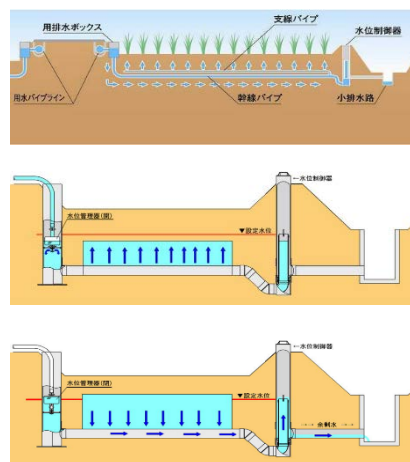 支線パイプ
用排水ボックス
水位制御器
用水パイプライン
幹線パイプ
小排水路
←水位制御器
水位管理器(開)
▼設定水位
←水位制御器
水位管理器(閉)
▼設定水位
→→ 余剰水 →→